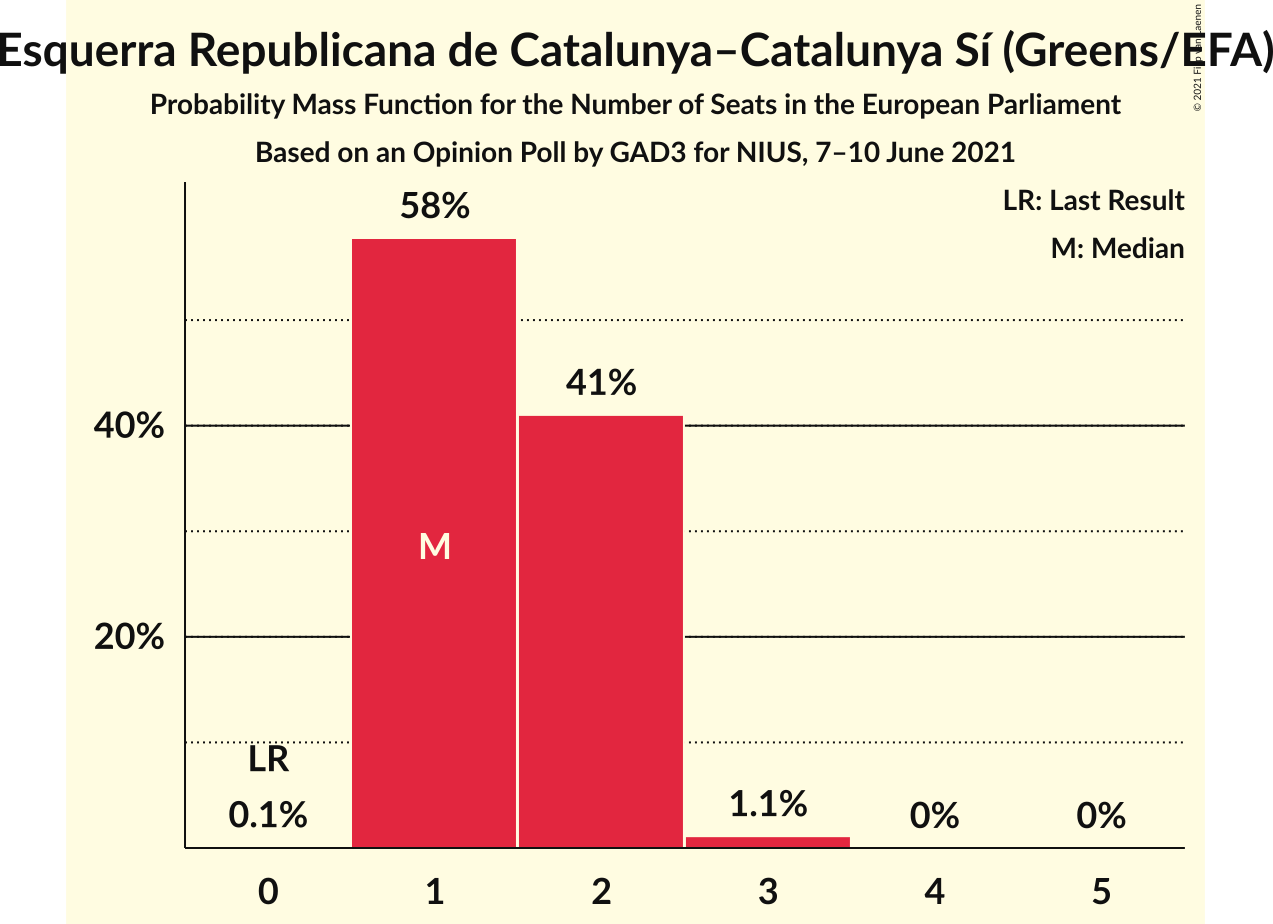 Esquerra Republicana de Catalunya–Catalunya Sí (Greens/EFA)
Probability Mass Function for the Number of Seats in the European Parliament
Based on an Opinion Poll by GAD3 for NIUS, 7–10 June 2021
© 2021
LR: Last Result
M: Median
58%
41%
40%
M
20%
LR
0.1%
1.1%
0%
0%
0
1
2
3
4
5